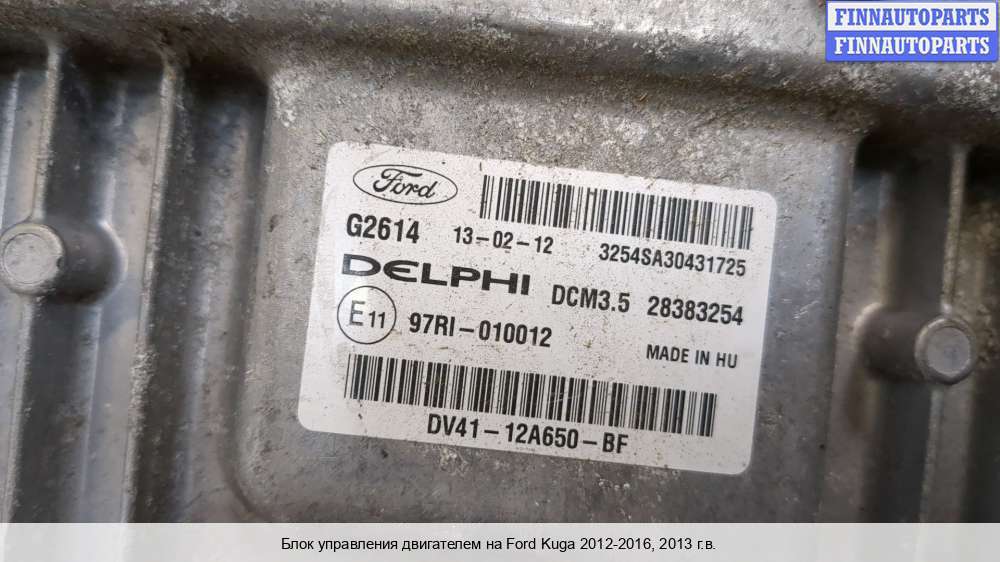 FINNAUTOPARTS
FINNAUTOPARTS
Ford
G2614 13-02-12 3254SA30431725
DELPHI DCM3.5 28383254
E11 97RI-010012
MADE IN HU
DV41-12A650-BF
Блок управления двигателем на Ford Kuga 2012-2016, 2013 г.в.